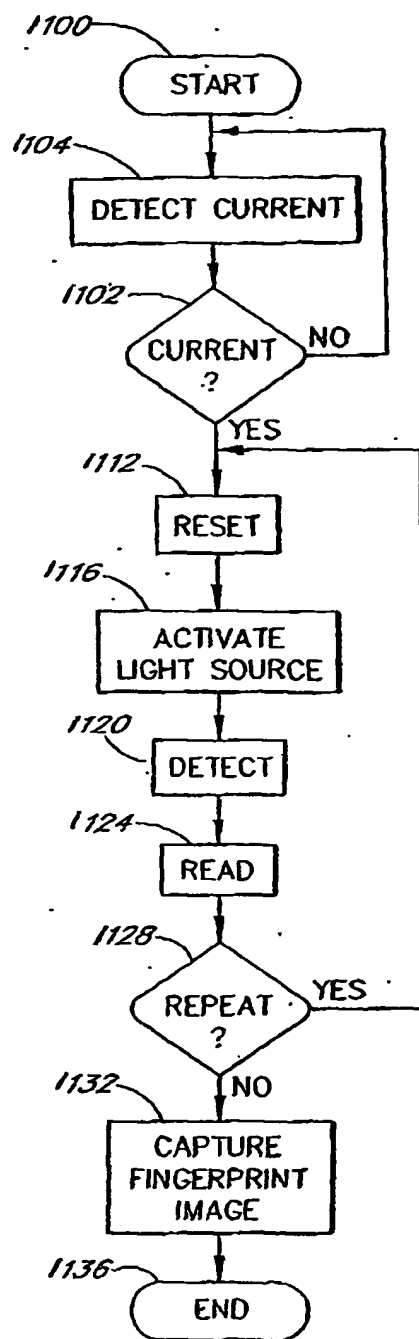 1100
START
1104
DETECT CURRENT
1102
CURRENT
?
NO
YES
1112
RESET
1116
ACTIVATE
LIGHT SOURCE
1120
DETECT
1124
READ
1128
REPEAT
?
YES
NO
1132
CAPTURE
FINGERPRINT
IMAGE
1136
END